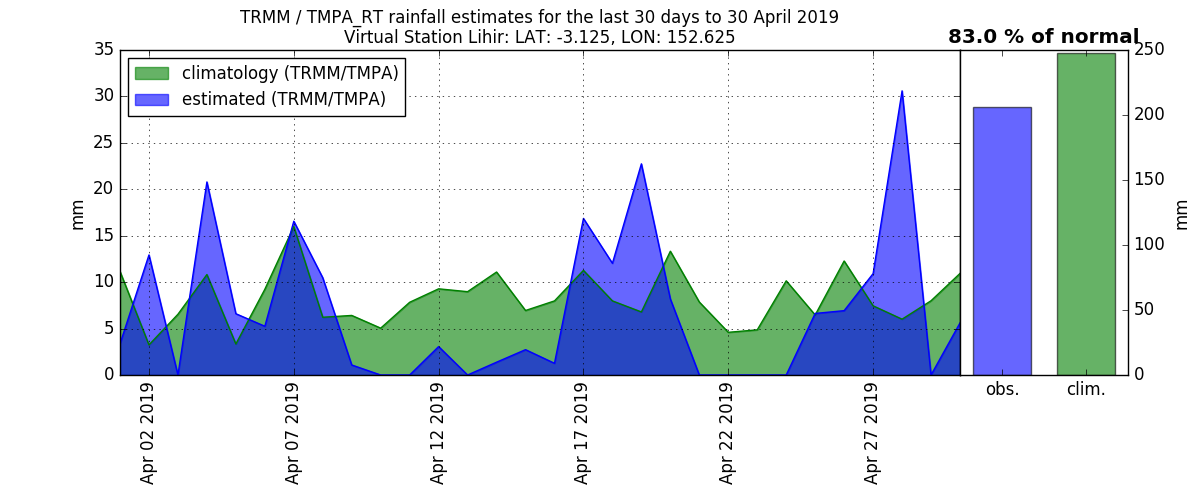 TRMM / TMPA_RT rainfall estimates for the last 30 days to 30 April 2019
Virtual Station Lihir: LAT: -3.125, LON: 152.625
83.0 % of normal
climatology (TRMM/TMPA)
estimated (TRMM/TMPA)
35
30
25
20
15
10
5
0
mm
Apr 02 2019
Apr 07 2019
Apr 12 2019
Apr 17 2019
Apr 22 2019
Apr 27 2019
obs.
clim.
250
200
150
100
50
0
mm